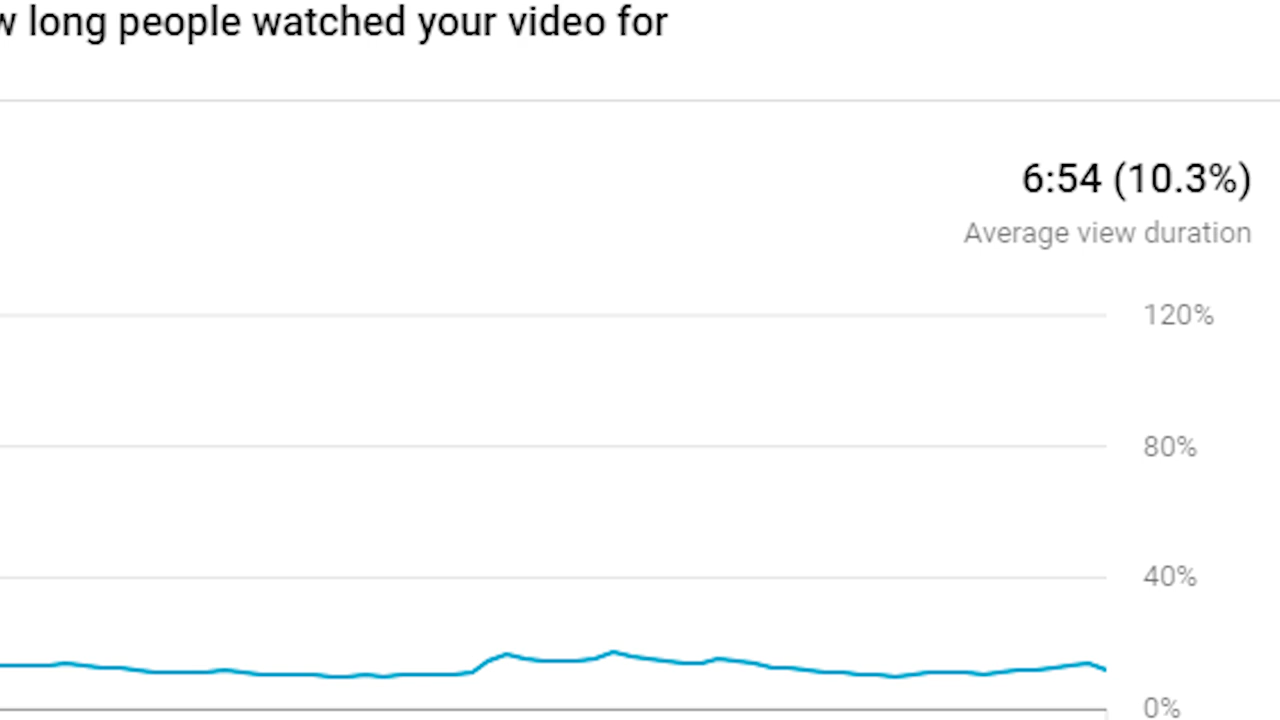 w long people watched your video for
6:54 (10.3%)
Average view duration
120%
80%
40%
0%